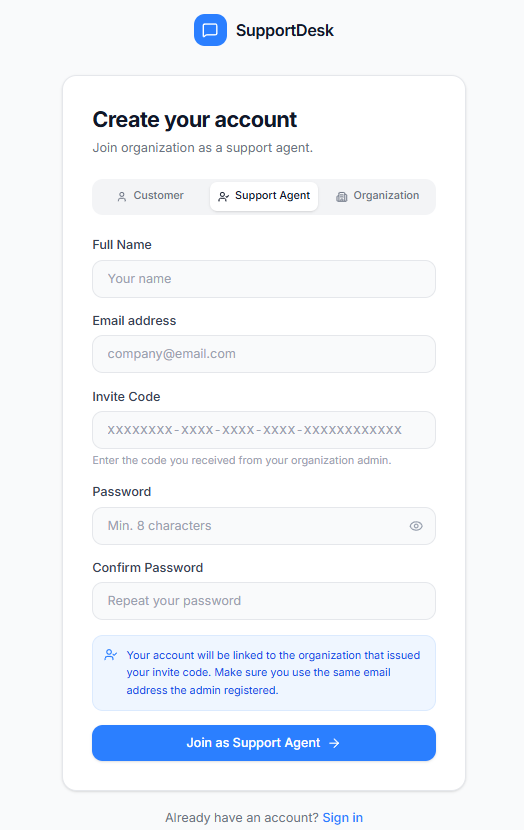 SupportDesk
Create your account
Join organization as a support agent.
Customer
Support Agent
Organization
Full Name
Your name
Email address
company@email.com
Invite Code
XXXXXXXX-XXXX-XXXX-XXXX-XXXXXXXXXXXX
Enter the code you received from your organization admin.
Password
Min. 8 characters
Confirm Password
Repeat your password
Your account will be linked to the organization that issued
your invite code. Make sure you use the same email
address the admin registered.
Join as Support Agent →
Already have an account? Sign in